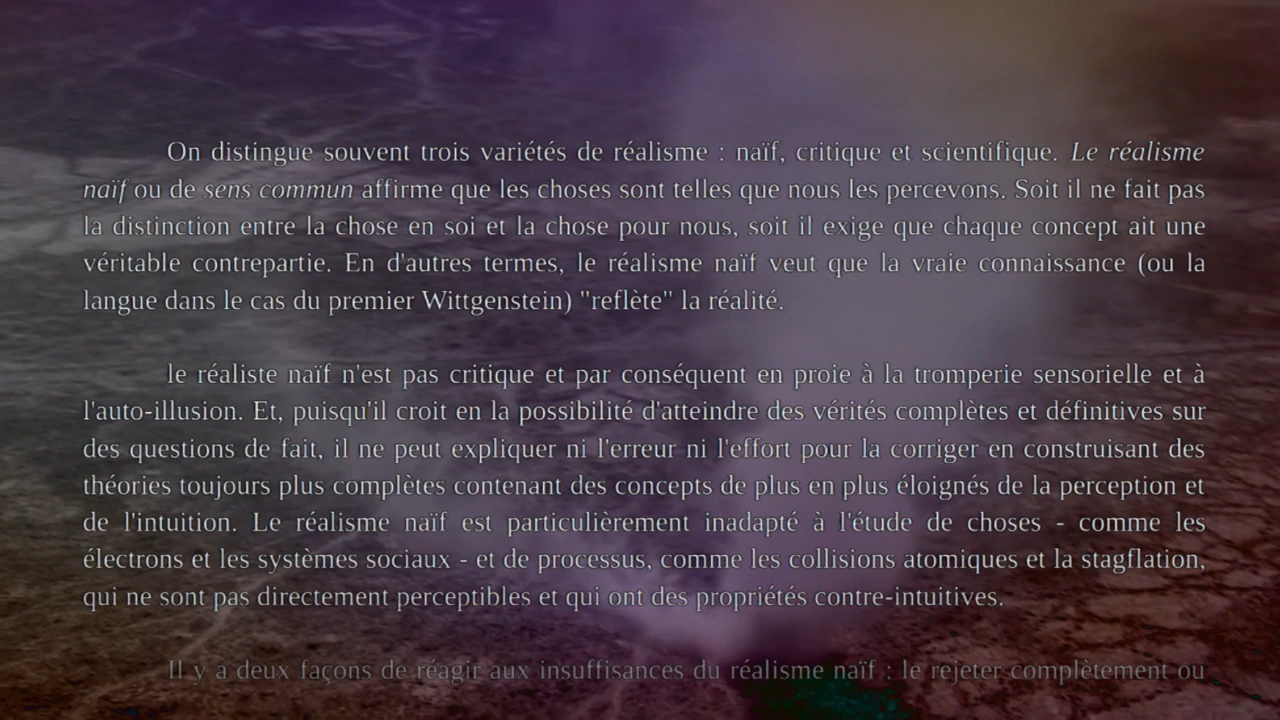 On distingue souvent trois variétés de réalisme : naïf, critique et scientifique. Le réalisme
naïf ou de sens commun affirme que les choses sont telles que nous les percevons. Soit il ne fait pas
la distinction entre la chose en soi et la chose pour nous, soit il exige que chaque concept ait une
véritable contrepartie. En d'autres termes, le réalisme naïf veut que la vraie connaissance (ou la
langue dans le cas du premier Wittgenstein) "reflète" la réalité.
le réaliste naïf n'est pas critique et par conséquent en proie à la tromperie sensorielle et à
l'auto-illusion. Et, puisqu'il croit en la possibilité d'atteindre des vérités complètes et définitives sur
des questions de fait, il ne peut expliquer ni l'erreur ni l'effort pour la corriger en construisant des
théories toujours plus complètes contenant des concepts de plus en plus éloignés de la perception et
de l'intuition. Le réalisme naïf est particulièrement inadapté à l'étude de choses - comme les
électrons et les systèmes sociaux - et de processus, comme les collisions atomiques et la stagflation,
qui ne sont pas directement perceptibles et qui ont des propriétés contre-intuitives.
Il y a deux façons de réagir aux insuffisances du réalisme naïf : le rejeter complètement ou